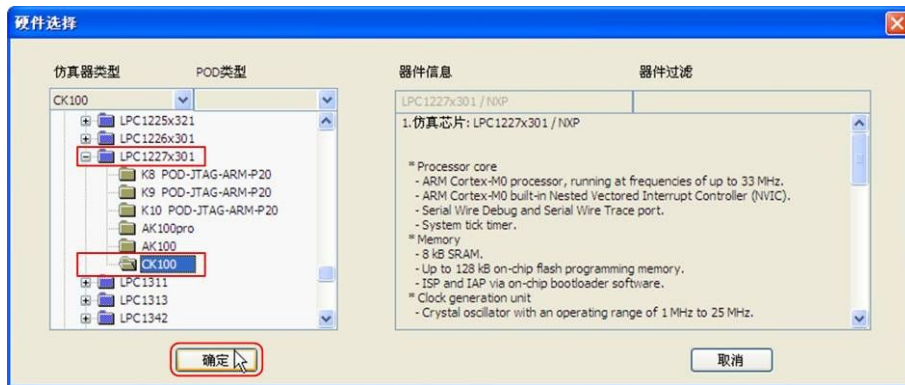 硬件选择
仿真器类型 POD类型 器件信息 器件过滤
CK100 LPC1227x301 / NXP
LPC1225x321
LPC1226x301
LPC1227x301
K8 POD-JTAG-ARM-P20
K9 POD-JTAG-ARM-P20
K10 POD-JTAG-ARM-P20
AK100pro
AK100
CK100
LPC1311
LPC1313
LPC1342
1.仿真芯片: LPC1227x301 / NXP
* Processor core
- ARM Cortex-M0 processor, running at frequencies of up to 33 MHz.
- ARM Cortex-M0 built-in Nested Vectored Interrupt Controller (NVIC).
- Serial Wire Debug and Serial Wire Trace port.
- System tick timer.
* Memory
- 8 kB SRAM.
- Up to 128 kB on-chip flash programming memory.
- ISP and IAP via on-chip bootloader software.
* Clock generation unit
- Crystal oscillator with an operating range of 1 MHz to 25 MHz.
确定 取消